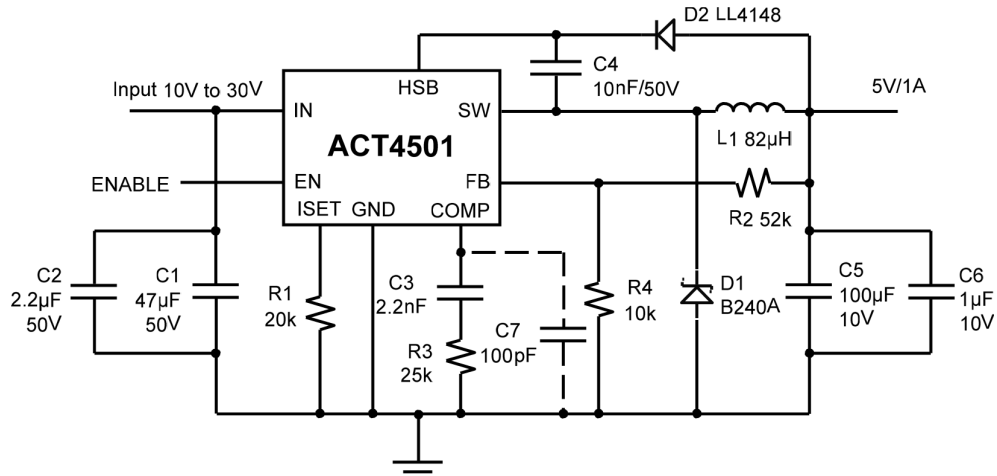 D2 LL4148
HSB
C4
10nF/50V
Input 10V to 30V
IN
SW
5V/1A
ACT4501
L1 82μH
ENABLE
EN
FB
ISET
GND
COMP
R2 52k
C2
2.2μF
50V
C1
47μF
50V
R1
20k
C3
2.2nF
R3
25k
C7
100pF
R4
10k
D1
B240A
C5
100μF
10V
C6
1μF
10V